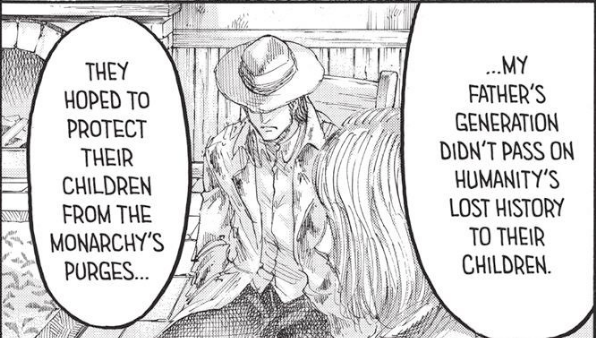 ...MY
FATHER'S
GENERATION
DIDN'T PASS ON
HUMANITY'S
LOST HISTORY
TO THEIR
CHILDREN.
THEY
HOPED TO
PROTECT
THEIR
CHILDREN
FROM THE
MONARCHY'S
PURGES...